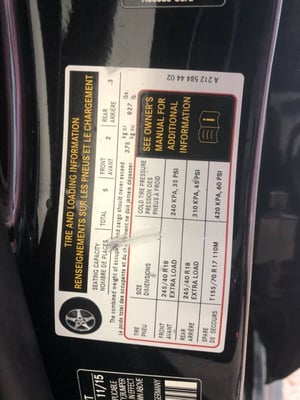 A 212 584 44 02
TIRE AND LOADING INFORMATION
RENSEIGNEMENTS SUR LES PNEUS ET LE CHARGEMENT
SEATING CAPACITY
NOMBRE DE PLACES
TOTAL 5
FRONT AVANT 2
REAR ARRIÈRE 3
The combined weight of occupants and cargo should never exceed 375 kg or 827 lbs.
Le poids total des occupants et du chargement ne doit jamais dépasser
TIRE PNEU
SIZE DIMENSIONS
COLD TIRE PRESSURE PRESSION DES PNEUS A FROID
FRONT AVANT
245/40 R18 EXTRA LOAD
240 KPA, 35 PSI
REAR ARRIÈRE
245/40 R18 EXTRA LOAD
310 KPA, 45 PSI
SPARE DE SECOURS
T155/70 R17 110M
420 KPA, 60 PSI
SEE OWNER'S MANUAL FOR ADDITIONAL INFORMATION
11/15
IN EFFECT
GERMANY